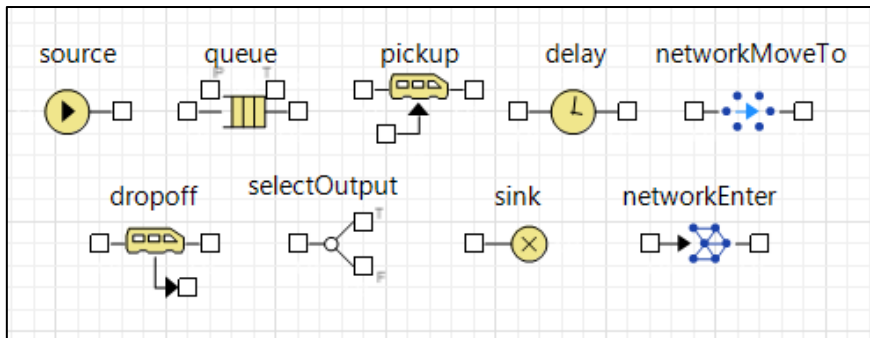 source queue pickup delay networkMoveTo
P T
dropoff selectOutput sink networkEnter
T
F